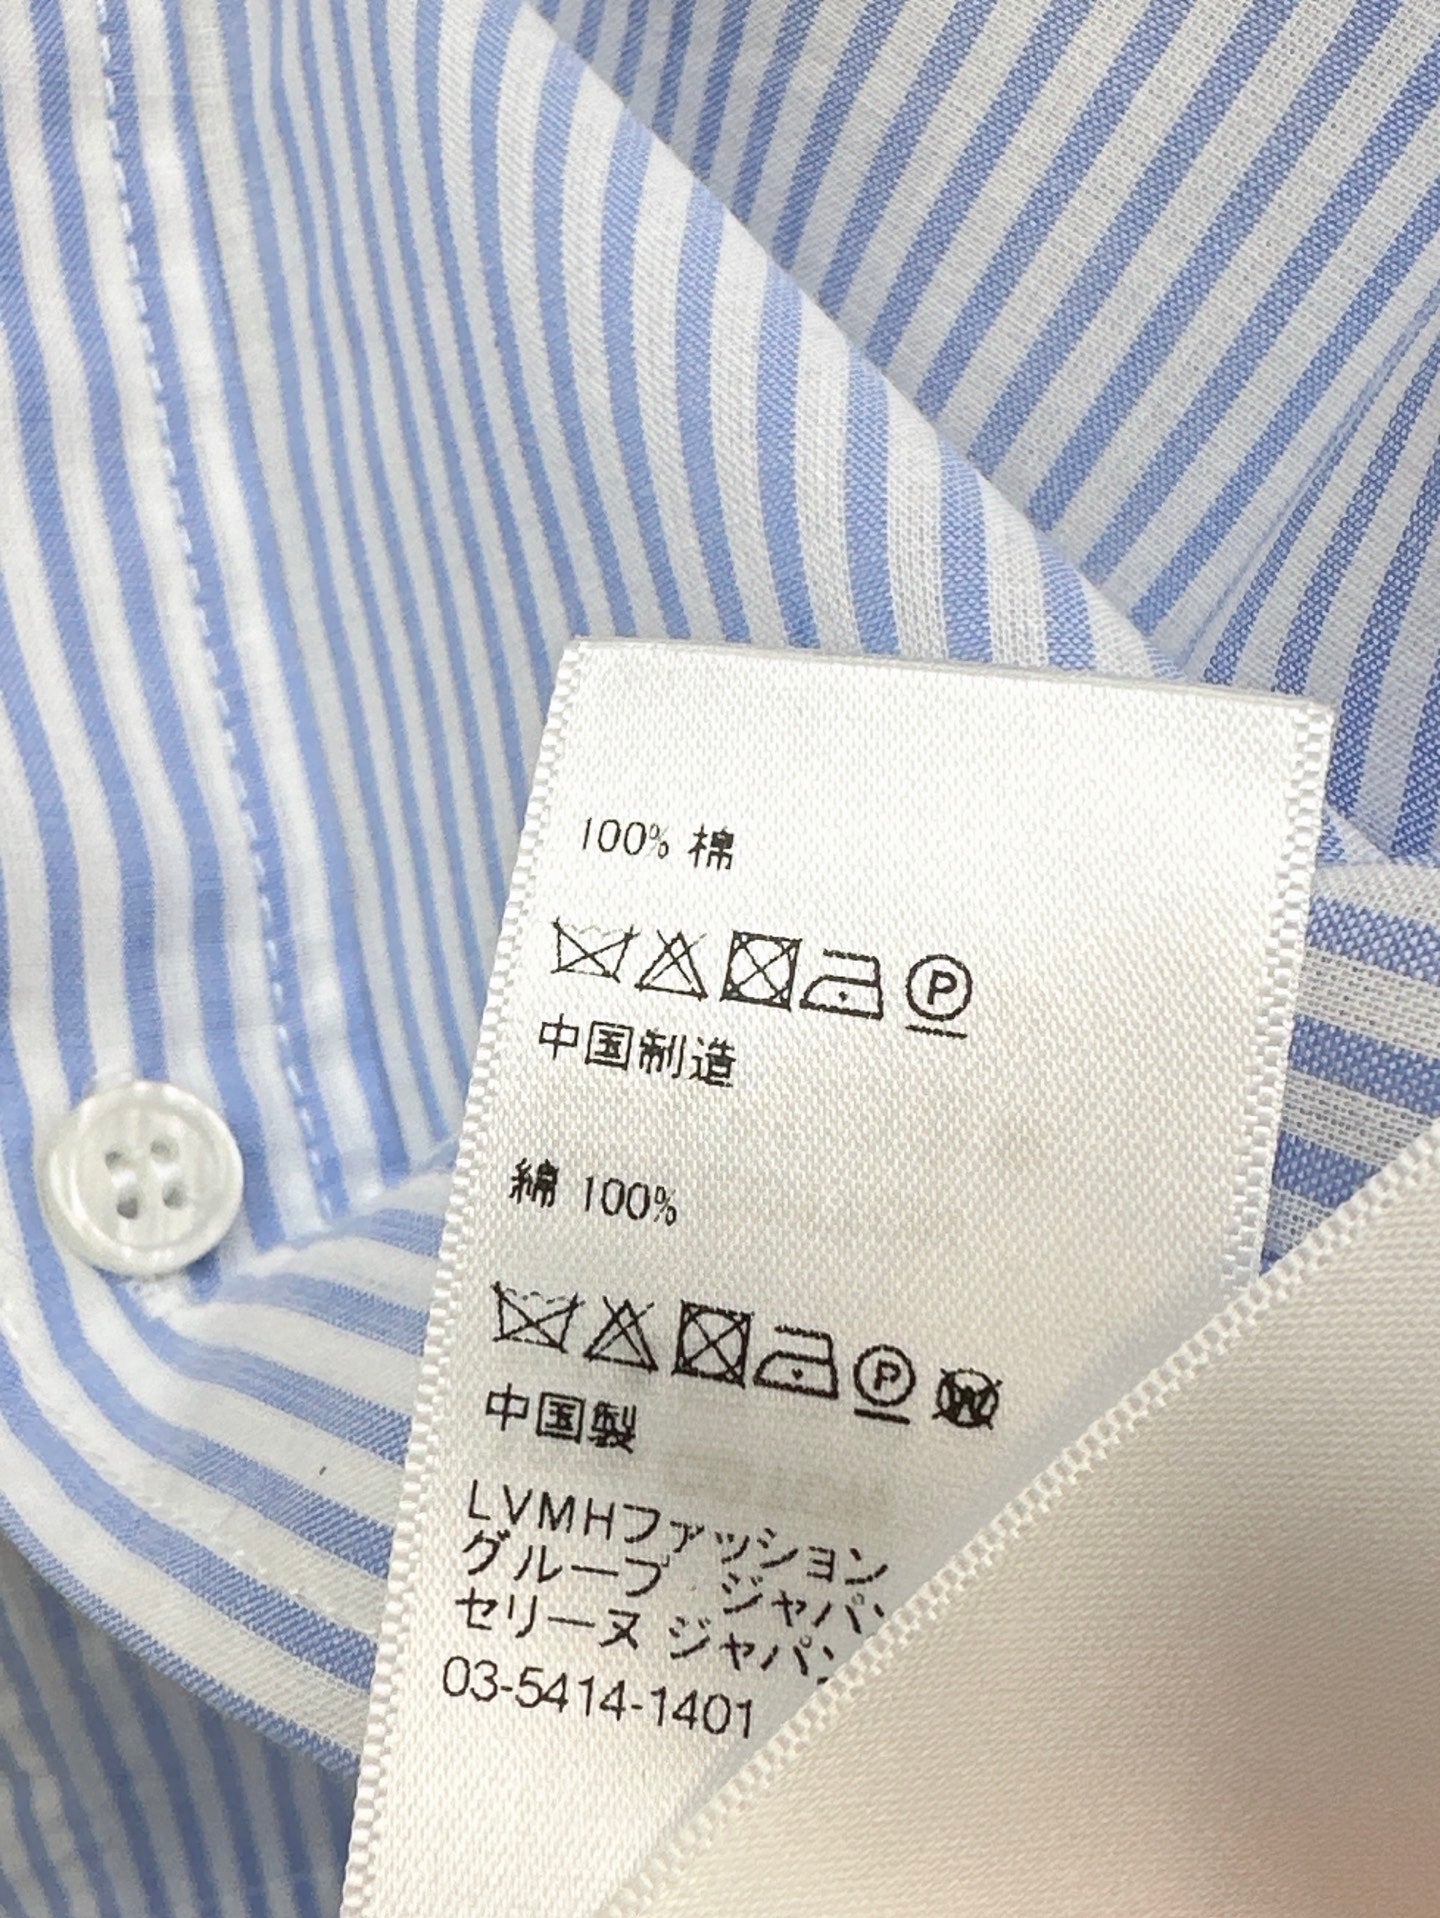 100% 棉
P
中国制造
綿 100%
P W
中国製
LVMHファッション
グループ ジャパン
セリーヌ ジャパン
03-5414-1401